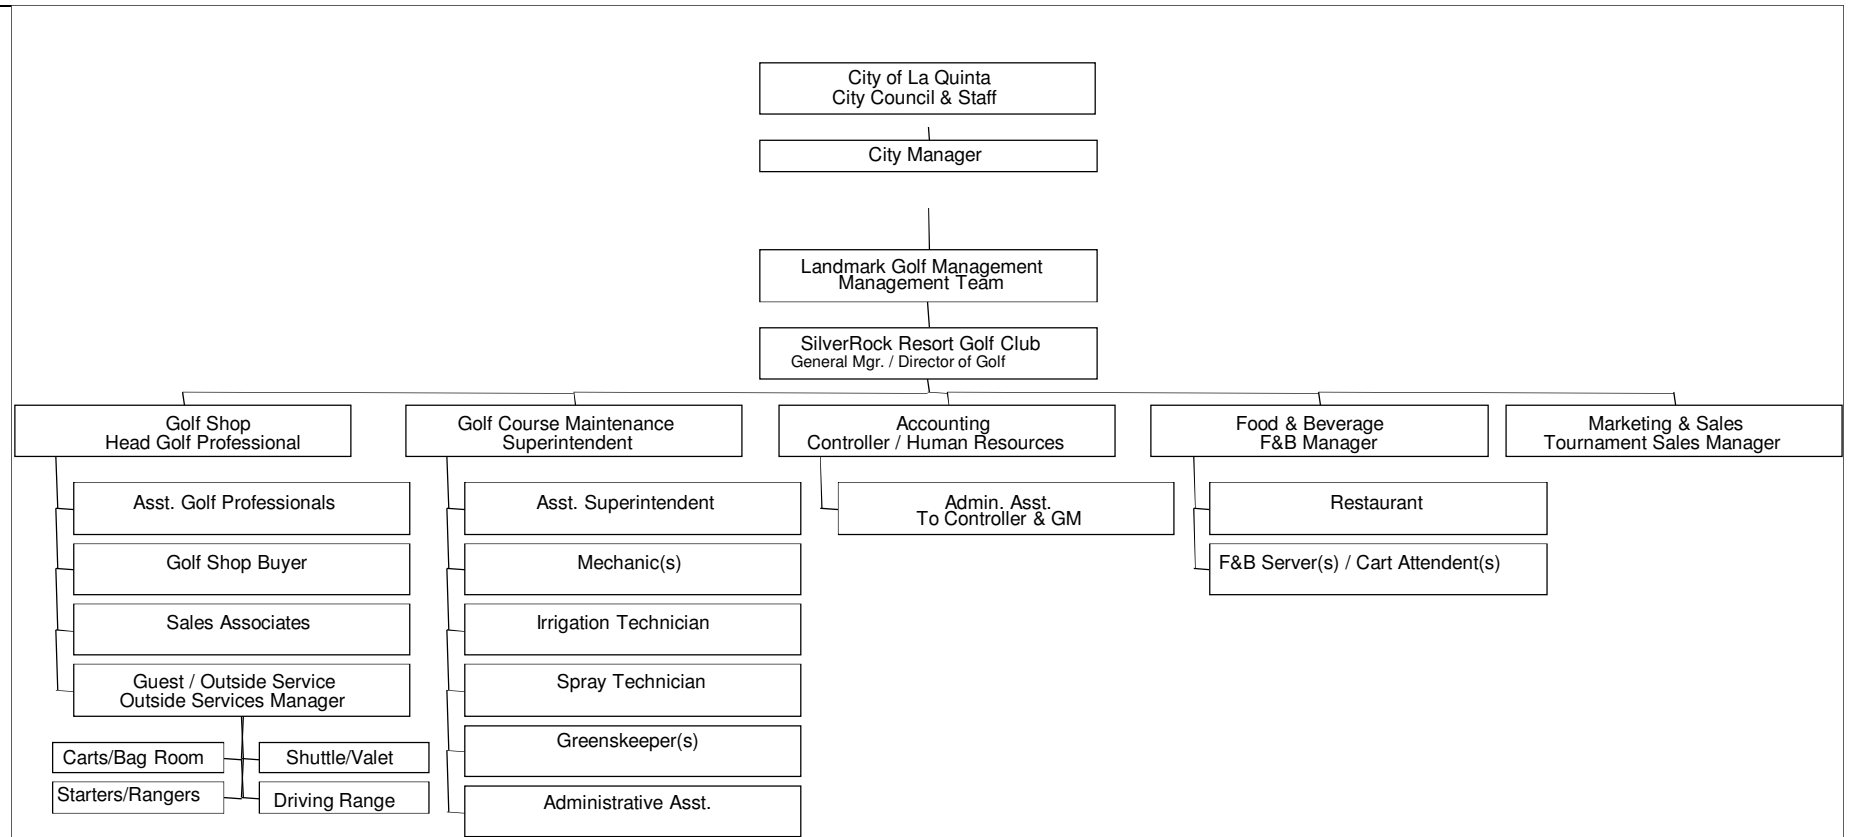 City of La Quinta
City Council & Staff
City Manager
Landmark Golf Management
Management Team
SilverRock Resort Golf Club
General Mgr. / Director of Golf
Golf Shop
Head Golf Professional
Golf Course Maintenance
Superintendent
Accounting
Controller / Human Resources
Food & Beverage
F&B Manager
Marketing & Sales
Tournament Sales Manager
Asst. Golf Professionals
Golf Shop Buyer
Sales Associates
Guest / Outside Service
Outside Services Manager
Carts/Bag Room
Shuttle/Valet
Starters/Rangers
Driving Range
Asst. Superintendent
Mechanic(s)
Irrigation Technician
Spray Technician
Greenskeeper(s)
Administrative Asst.
Admin. Asst.
To Controller & GM
Restaurant
F&B Server(s) / Cart Attendent(s)